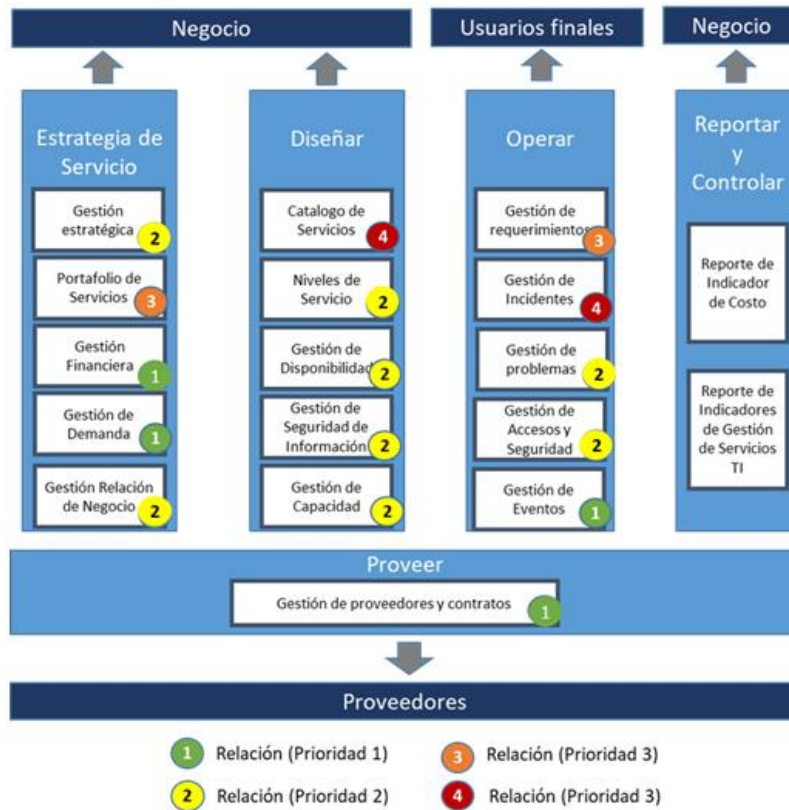 Negocio
Usuarios finales
Negocio
Estrategia de
Servicio
Gestión
estratégica
2
Portafolio de
Servicios
3
Gestión
Financiera
1
Gestión de
Demanda
1
Gestión Relación
de Negocio
2
Diseñar
Catalogo de
Servicios
4
Niveles de
Servicio
2
Gestión de
Disponibilidad
2
Gestión de
Seguridad de
Información
2
Gestión de
Capacidad
2
Operar
Gestión de
requerimientos
3
Gestión de
Incidentes
4
Gestión de
problemas
2
Gestión de
Accesos y
Seguridad
2
Gestión de
Eventos
1
Reportar
y
Controlar
Reporte de
Indicador
de Costo
Reporte de
Indicadores
de Gestión
de Servicios
TI
Proveer
Gestión de proveedores y contratos
1
Proveedores
1 Relación (Prioridad 1)
3 Relación (Prioridad 3)
2 Relación (Prioridad 2)
4 Relación (Prioridad 3)